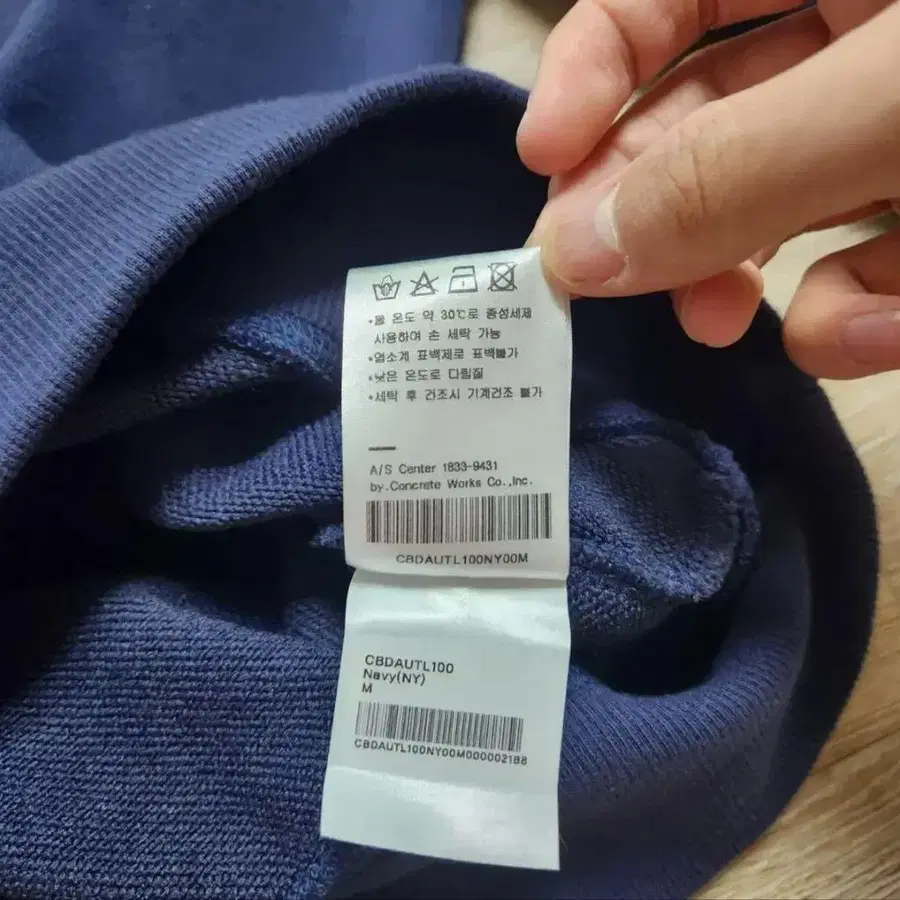 •물 온도 약 30℃로 중성세제
사용하여 손 세탁 가능
•염소계 표백제로 표백불가
•낮은 온도로 다림질
•세탁 후 건조시 기계건조 불가
A/S Center 1833-9431
by.Concrete Works Co.,Inc.
CBDAUTL100NY00M
CBDAUTL100
Navy(NY)
M
CBDAUTL100NY00M000002188